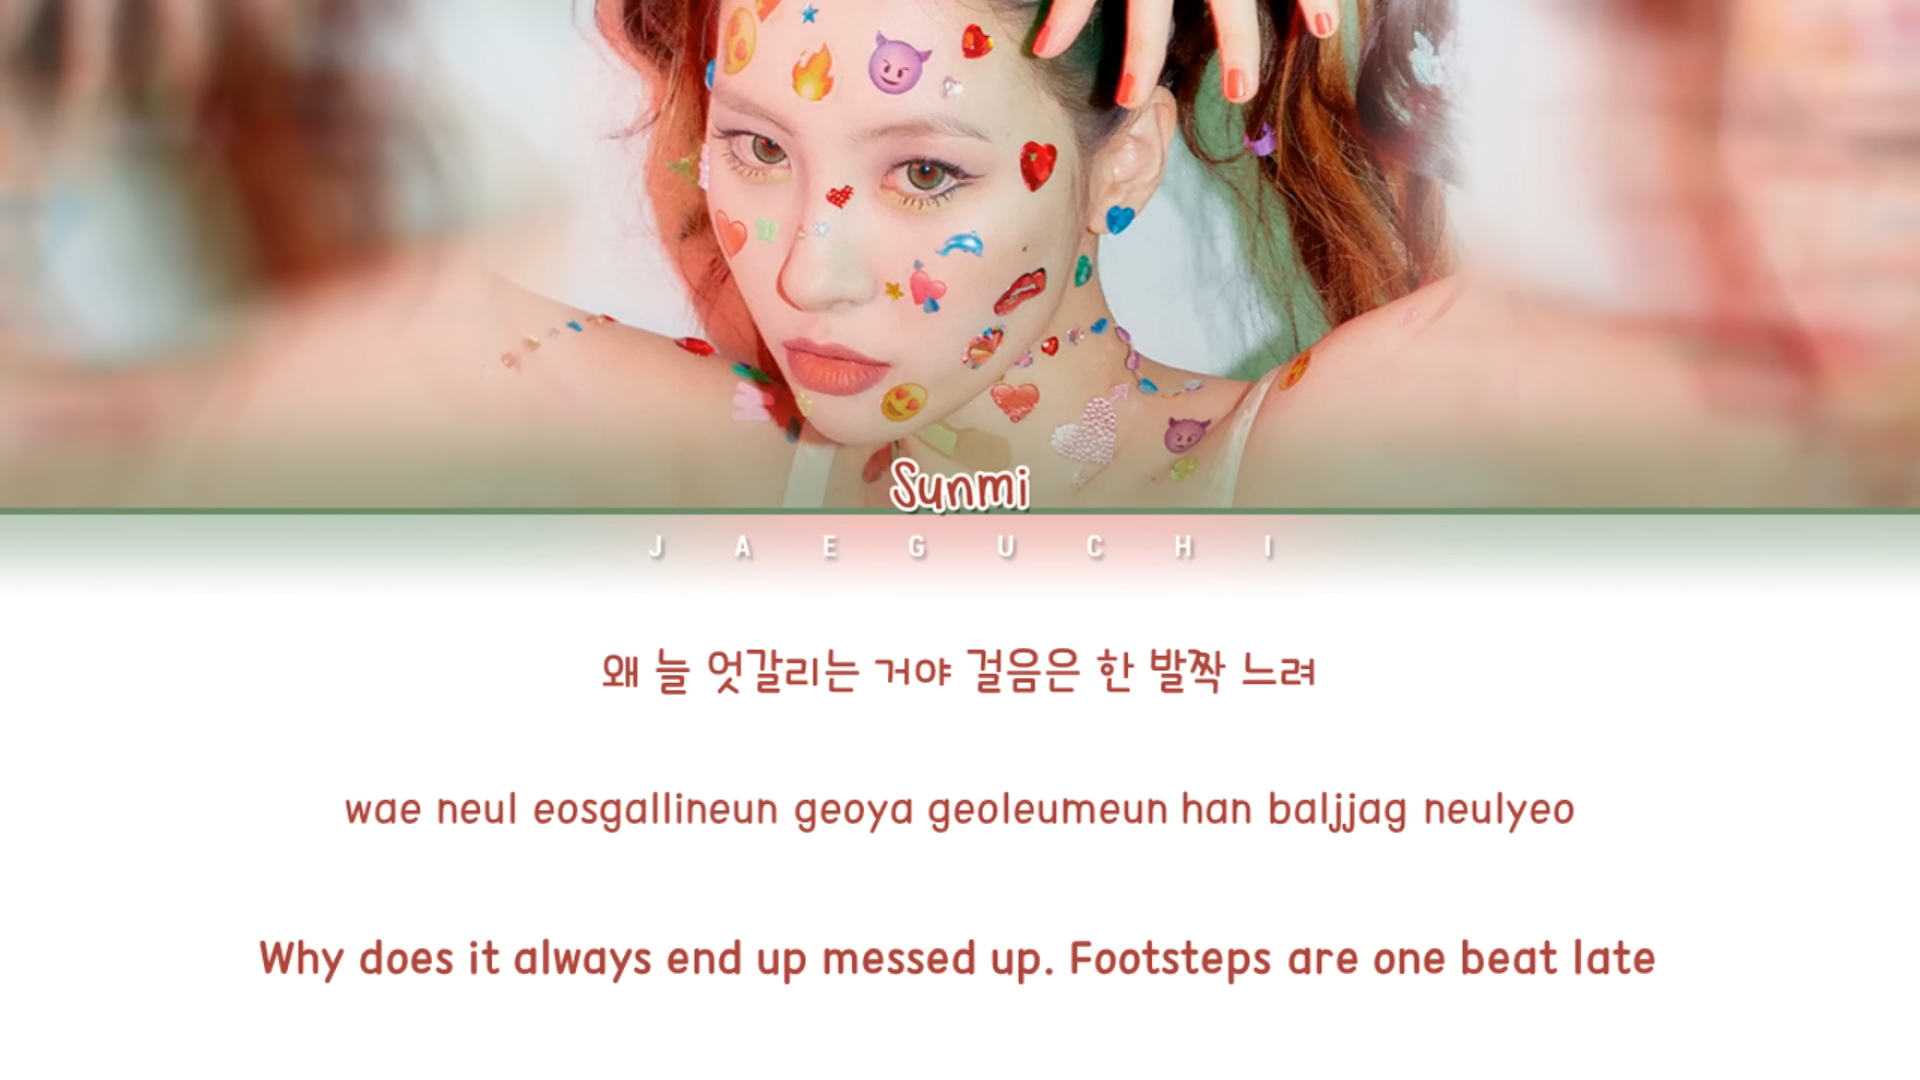 Sunmi
JAEGUCHI
왜 늘 엇갈리는 거야 걸음은 한 발짝 느려
wae neul eosgallineun geoya geoleumeun han baljjag neulyeo
Why does it always end up messed up. Footsteps are one beat late